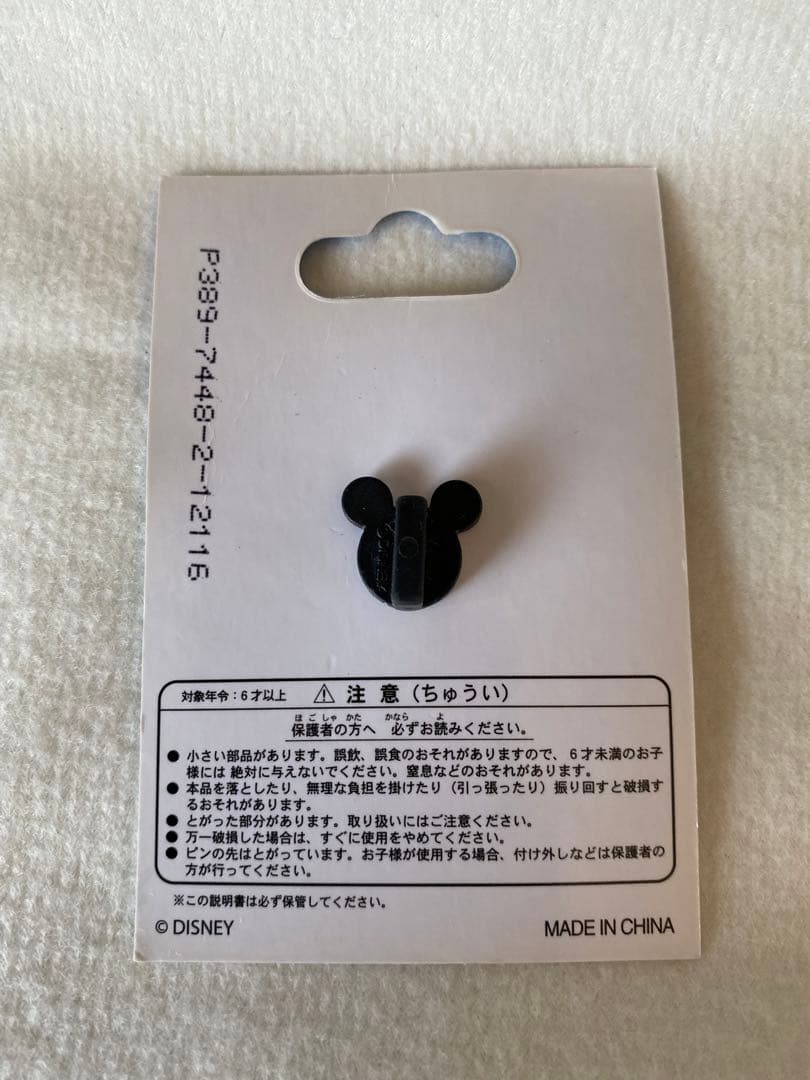 P389-7448-2-12116
対象年令：6才以上 ⚠ 注 意（ちゅうい）
ほごしゃ かた かなら よ
保護者の方へ 必ずお読みください。
● 小さい部品があります。誤飲、誤食のおそれがありますので、6才未満のお子
様には 絶対に与えないでください。窒息などのおそれがあります。
● 本品を落としたり、無理な負担を掛けたり（引っ張ったり）振り回すと破損す
るおそれがあります。
● とがった部分があります。取り扱いにはご注意ください。
● 万一破損した場合は、すぐに使用をやめてください。
● ピンの先はとがっています。お子様が使用する場合、付け外しなどは保護者の
方が行ってください。
※この説明書は必ず保管してください。
© DISNEY
MADE IN CHINA